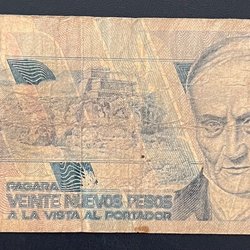 PAGARA
VEINTE NUEVOS PESOS
A LA VISTA AL PORTADOR